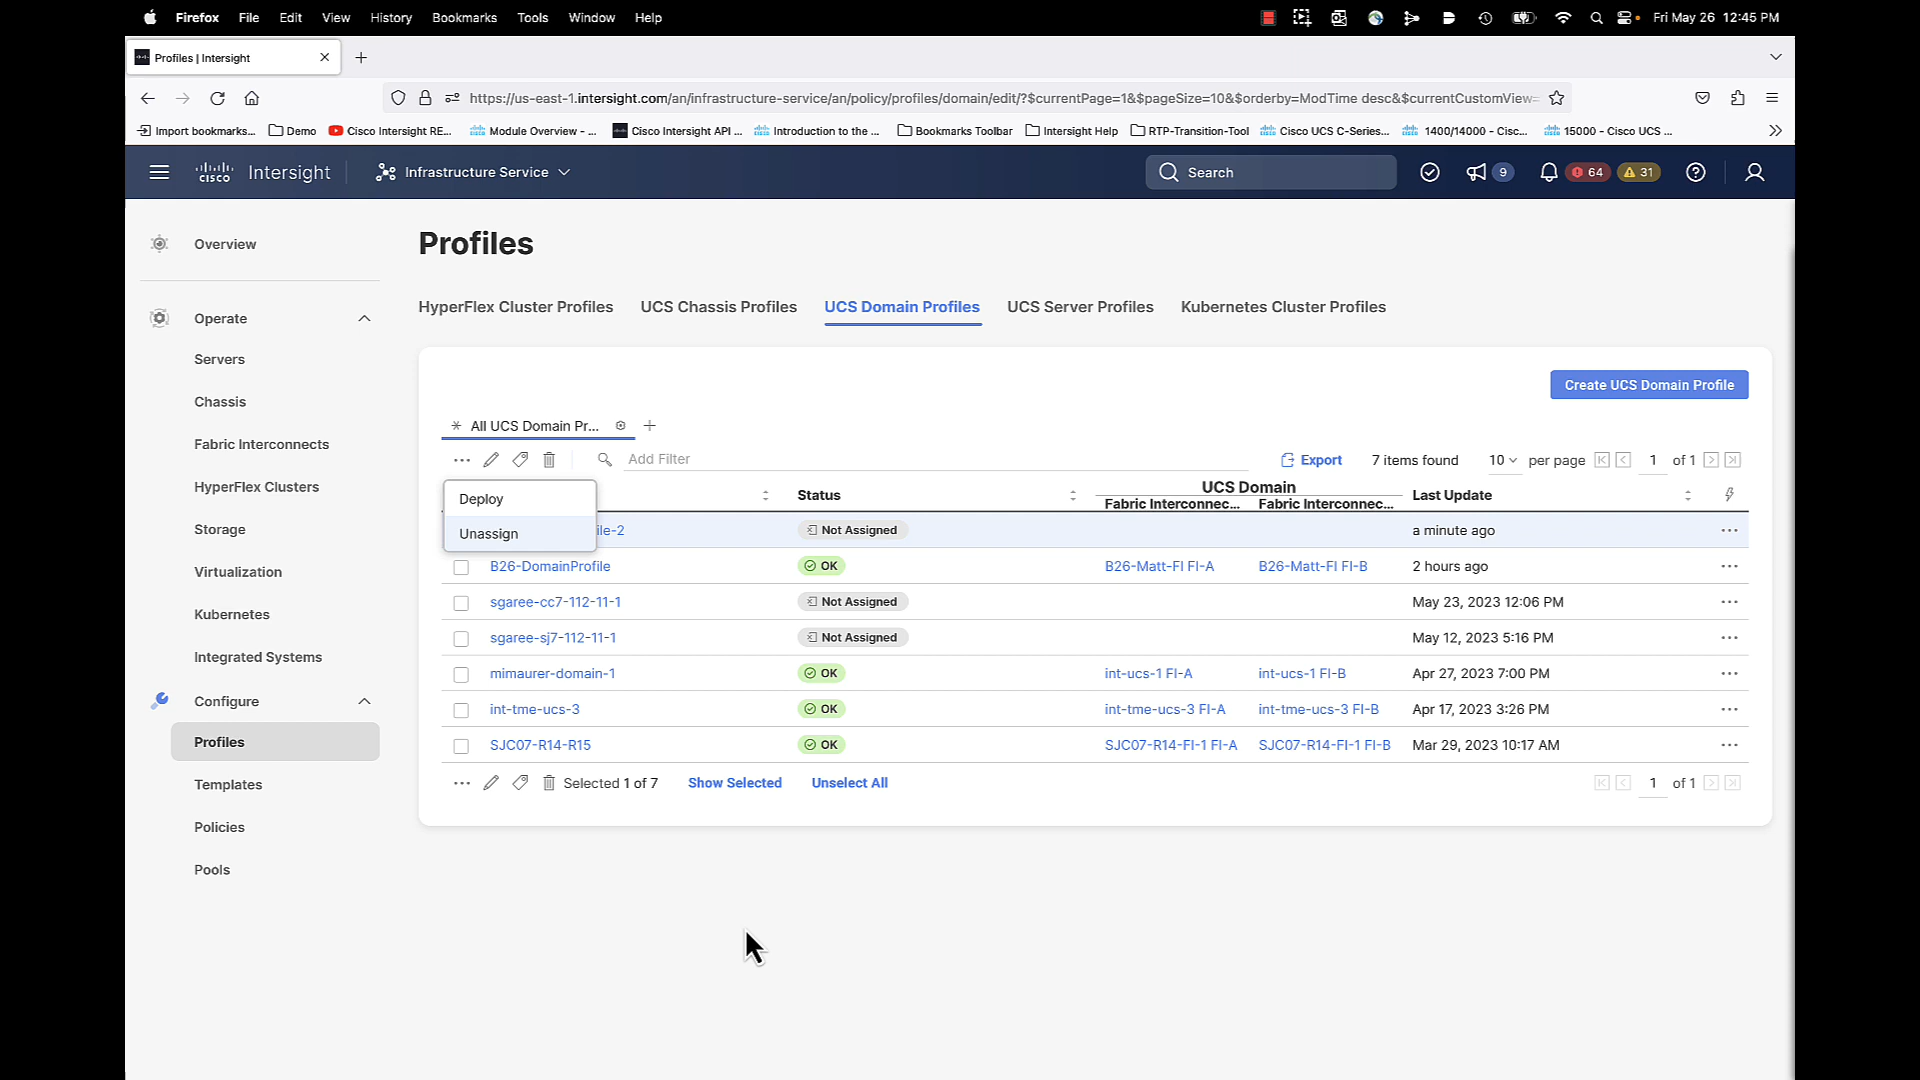 Firefox File Edit View History Bookmarks Tools Window Help Fri May 26 12:45 PM
Profiles | Intersight
https://us-east-1.intersight.com/an/infrastructure-service/an/policy/profiles/domain/edit/?$currentPage=1&$pageSize=10&$orderby=ModTime desc&$currentCustomView=
Import bookmarks... Demo Cisco Intersight RE... Module Overview - ... Cisco Intersight API ... Introduction to the ... Bookmarks Toolbar Intersight Help RTP-Transition-Tool Cisco UCS C-Series... 1400/14000 - Cisc... 15000 - Cisco UCS ...
CISCO Intersight Infrastructure Service Search 9 64 31
Overview
Operate
Servers
Chassis
Fabric Interconnects
HyperFlex Clusters
Storage
Virtualization
Kubernetes
Integrated Systems
Configure
Profiles
Templates
Policies
Pools
Profiles
HyperFlex Cluster Profiles UCS Chassis Profiles UCS Domain Profiles UCS Server Profiles Kubernetes Cluster Profiles
Create UCS Domain Profile
All UCS Domain Pr...
Add Filter Export 7 items found 10 per page 1 of 1
Deploy
Unassign
Status UCS Domain Last Update
Fabric Interconnec... Fabric Interconnec...
ile-2 Not Assigned a minute ago
B26-DomainProfile OK B26-Matt-FI FI-A B26-Matt-FI FI-B 2 hours ago
sgaree-cc7-112-11-1 Not Assigned May 23, 2023 12:06 PM
sgaree-sj7-112-11-1 Not Assigned May 12, 2023 5:16 PM
mimaurer-domain-1 OK int-ucs-1 FI-A int-ucs-1 FI-B Apr 27, 2023 7:00 PM
int-tme-ucs-3 OK int-tme-ucs-3 FI-A int-tme-ucs-3 FI-B Apr 17, 2023 3:26 PM
SJC07-R14-R15 OK SJC07-R14-FI-1 FI-A SJC07-R14-FI-1 FI-B Mar 29, 2023 10:17 AM
Selected 1 of 7 Show Selected Unselect All 1 of 1